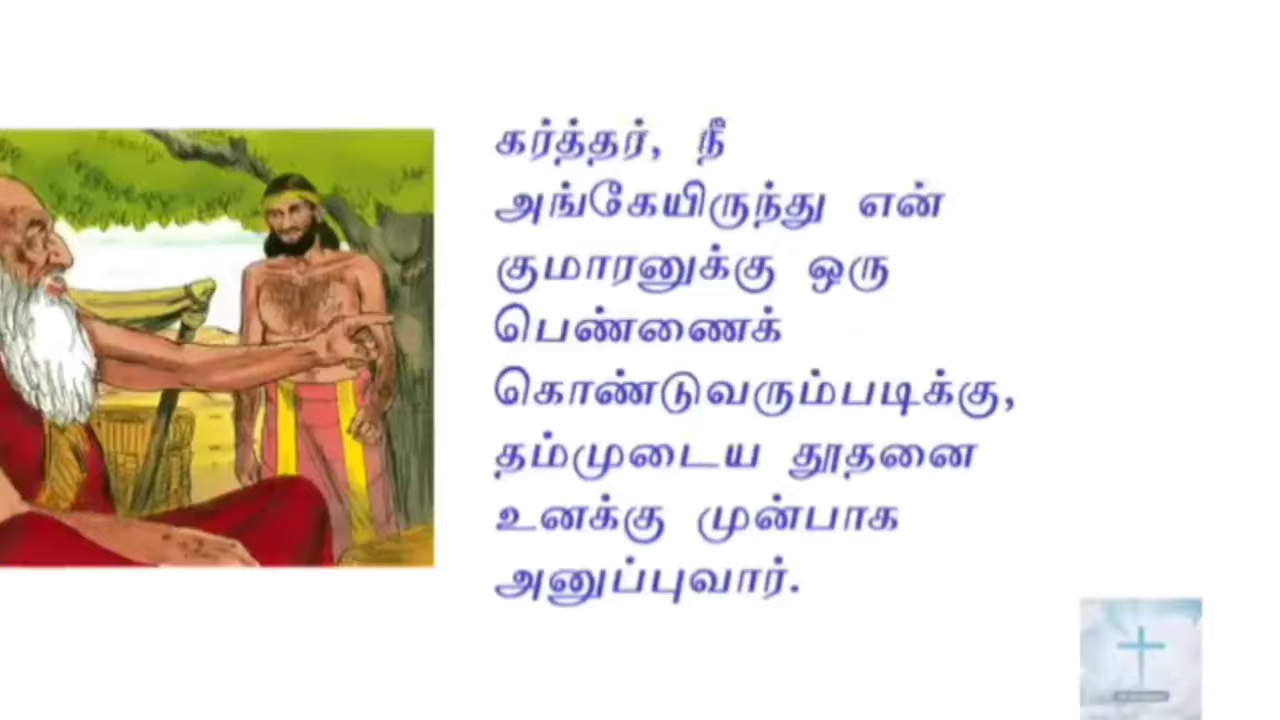 கர்த்தர், நீ
அங்கேயிருந்து என்
குமாரனுக்கு ஒரு
பெண்ணைக்
கொண்டுவரும்படிக்கு,
தம்முடைய தூதனை
உனக்கு முன்பாக
அனுப்புவார்.